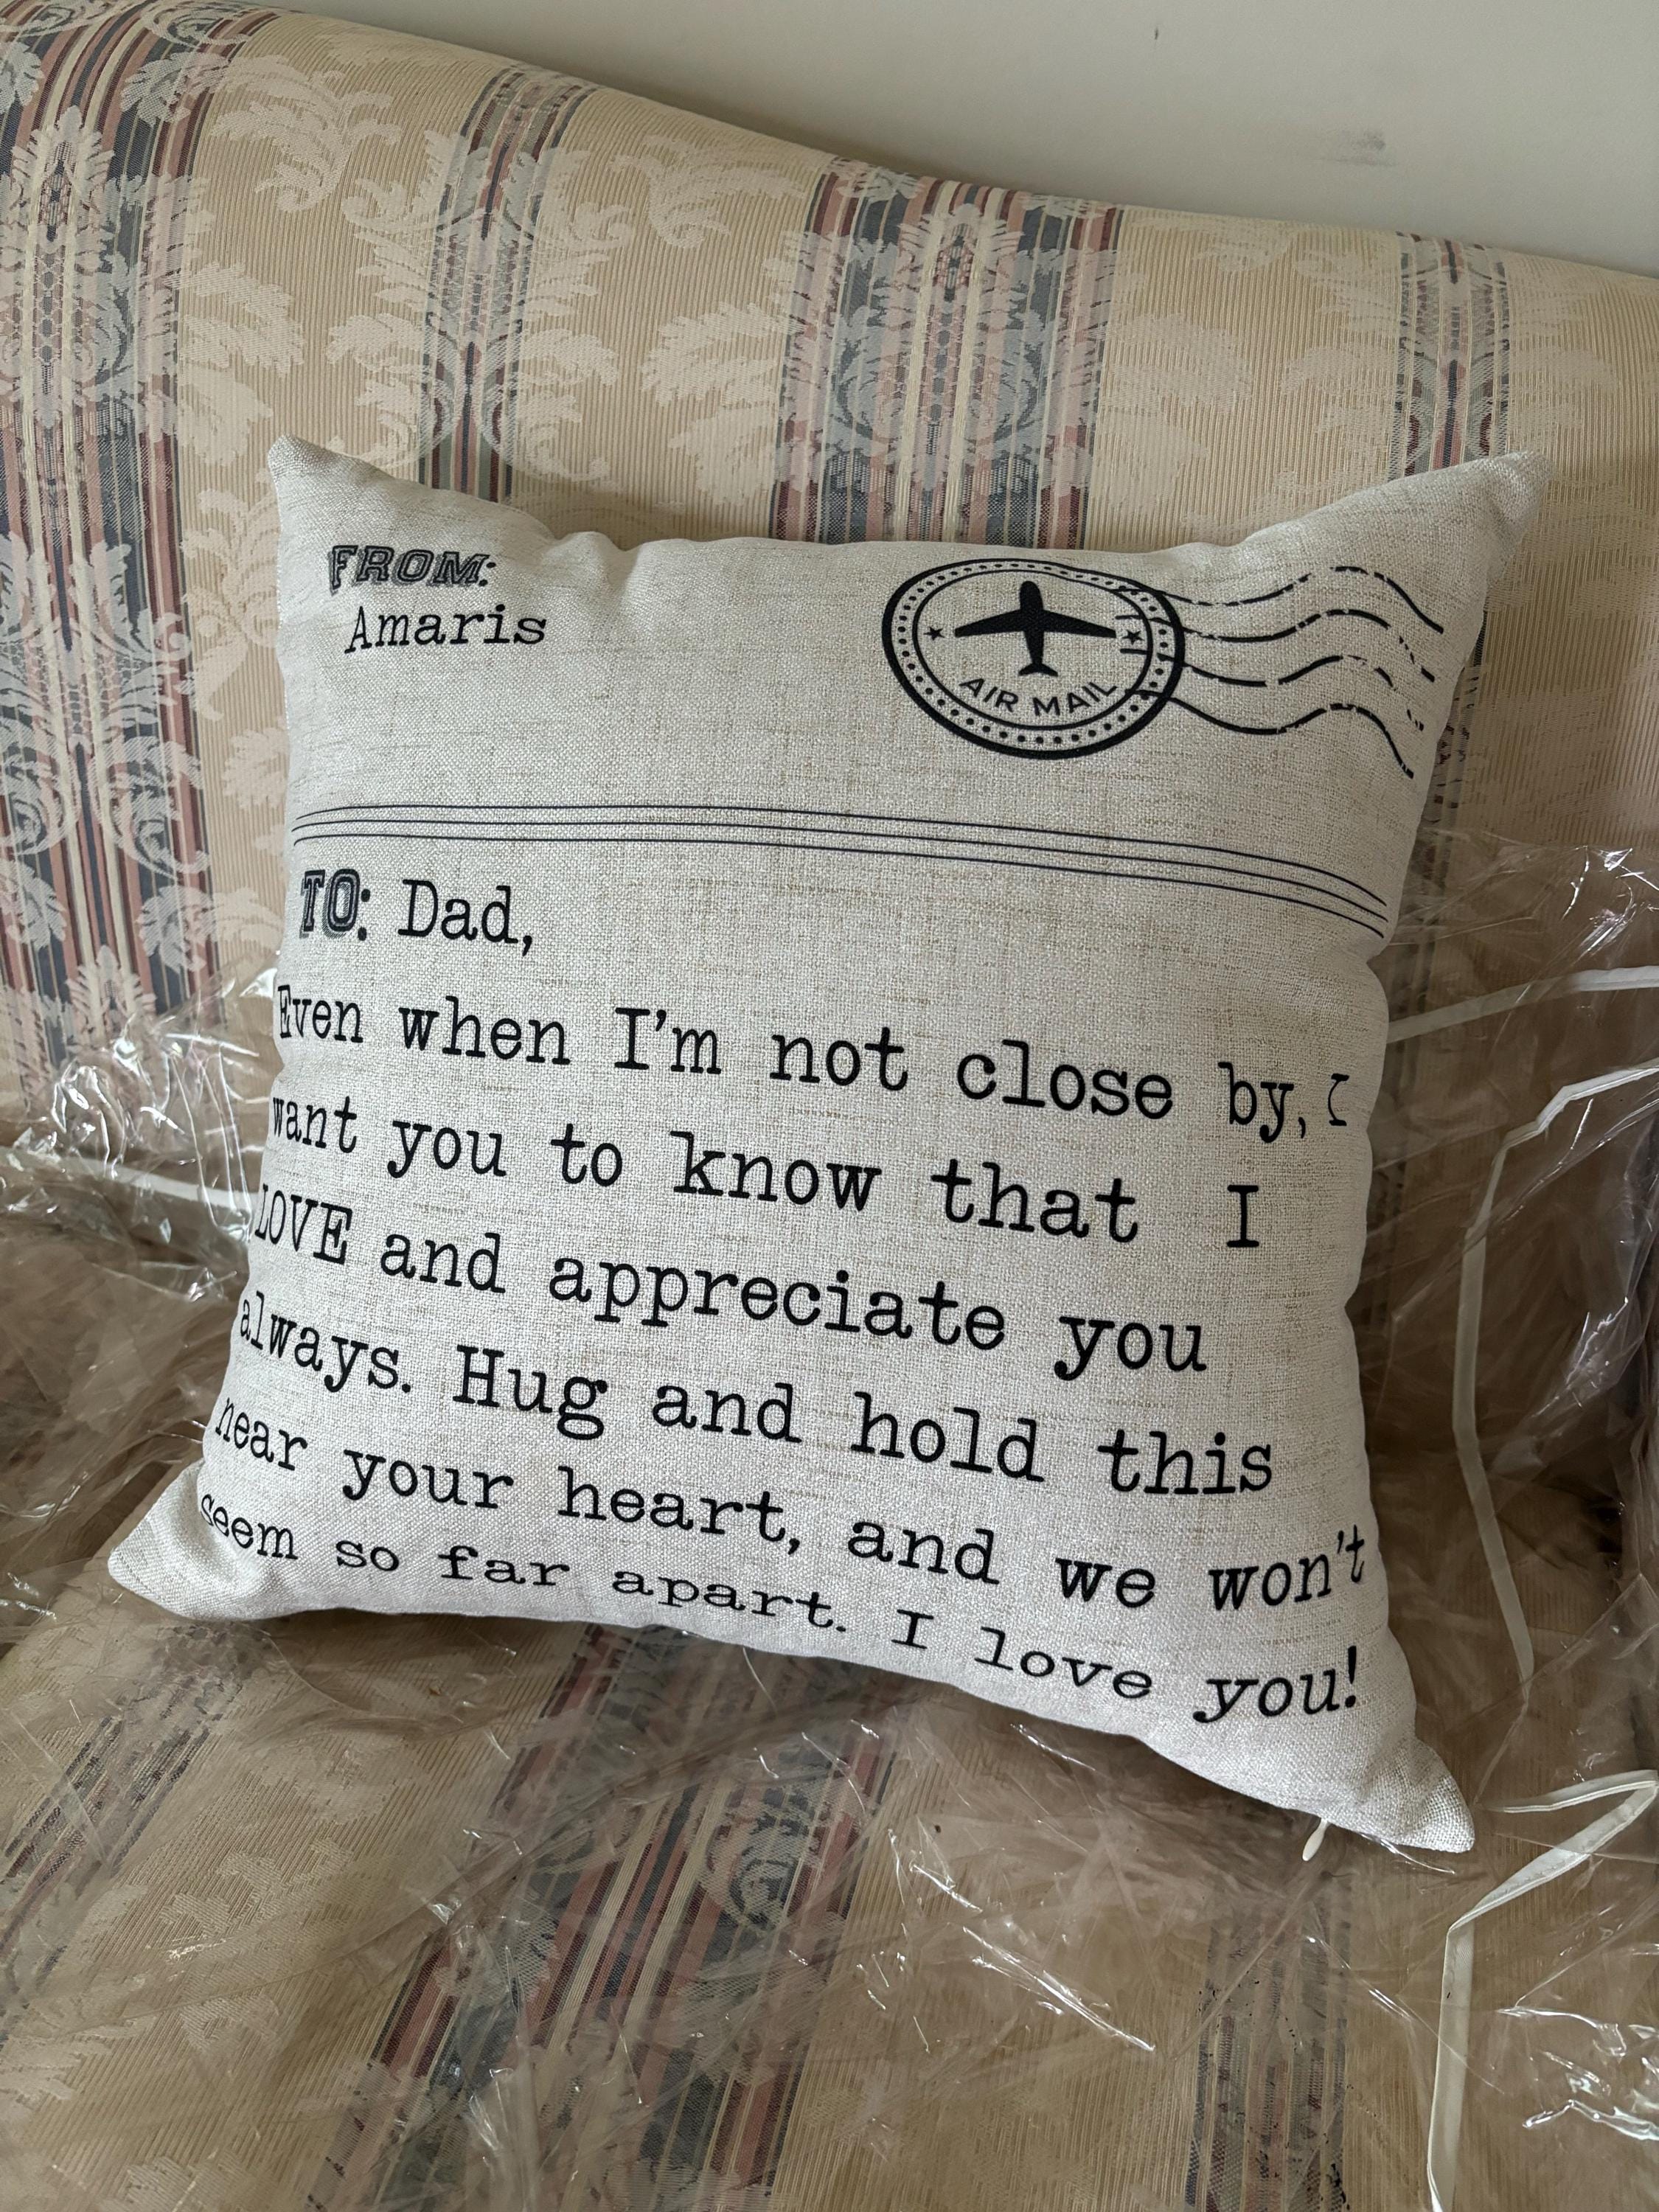 FROM:
Amaris
AIR MAIL
TO: Dad,
Even when I'm not close by, I
want you to know that I
LOVE and appreciate you
always. Hug and hold this
near your heart, and we won't
seem so far apart. I love you!